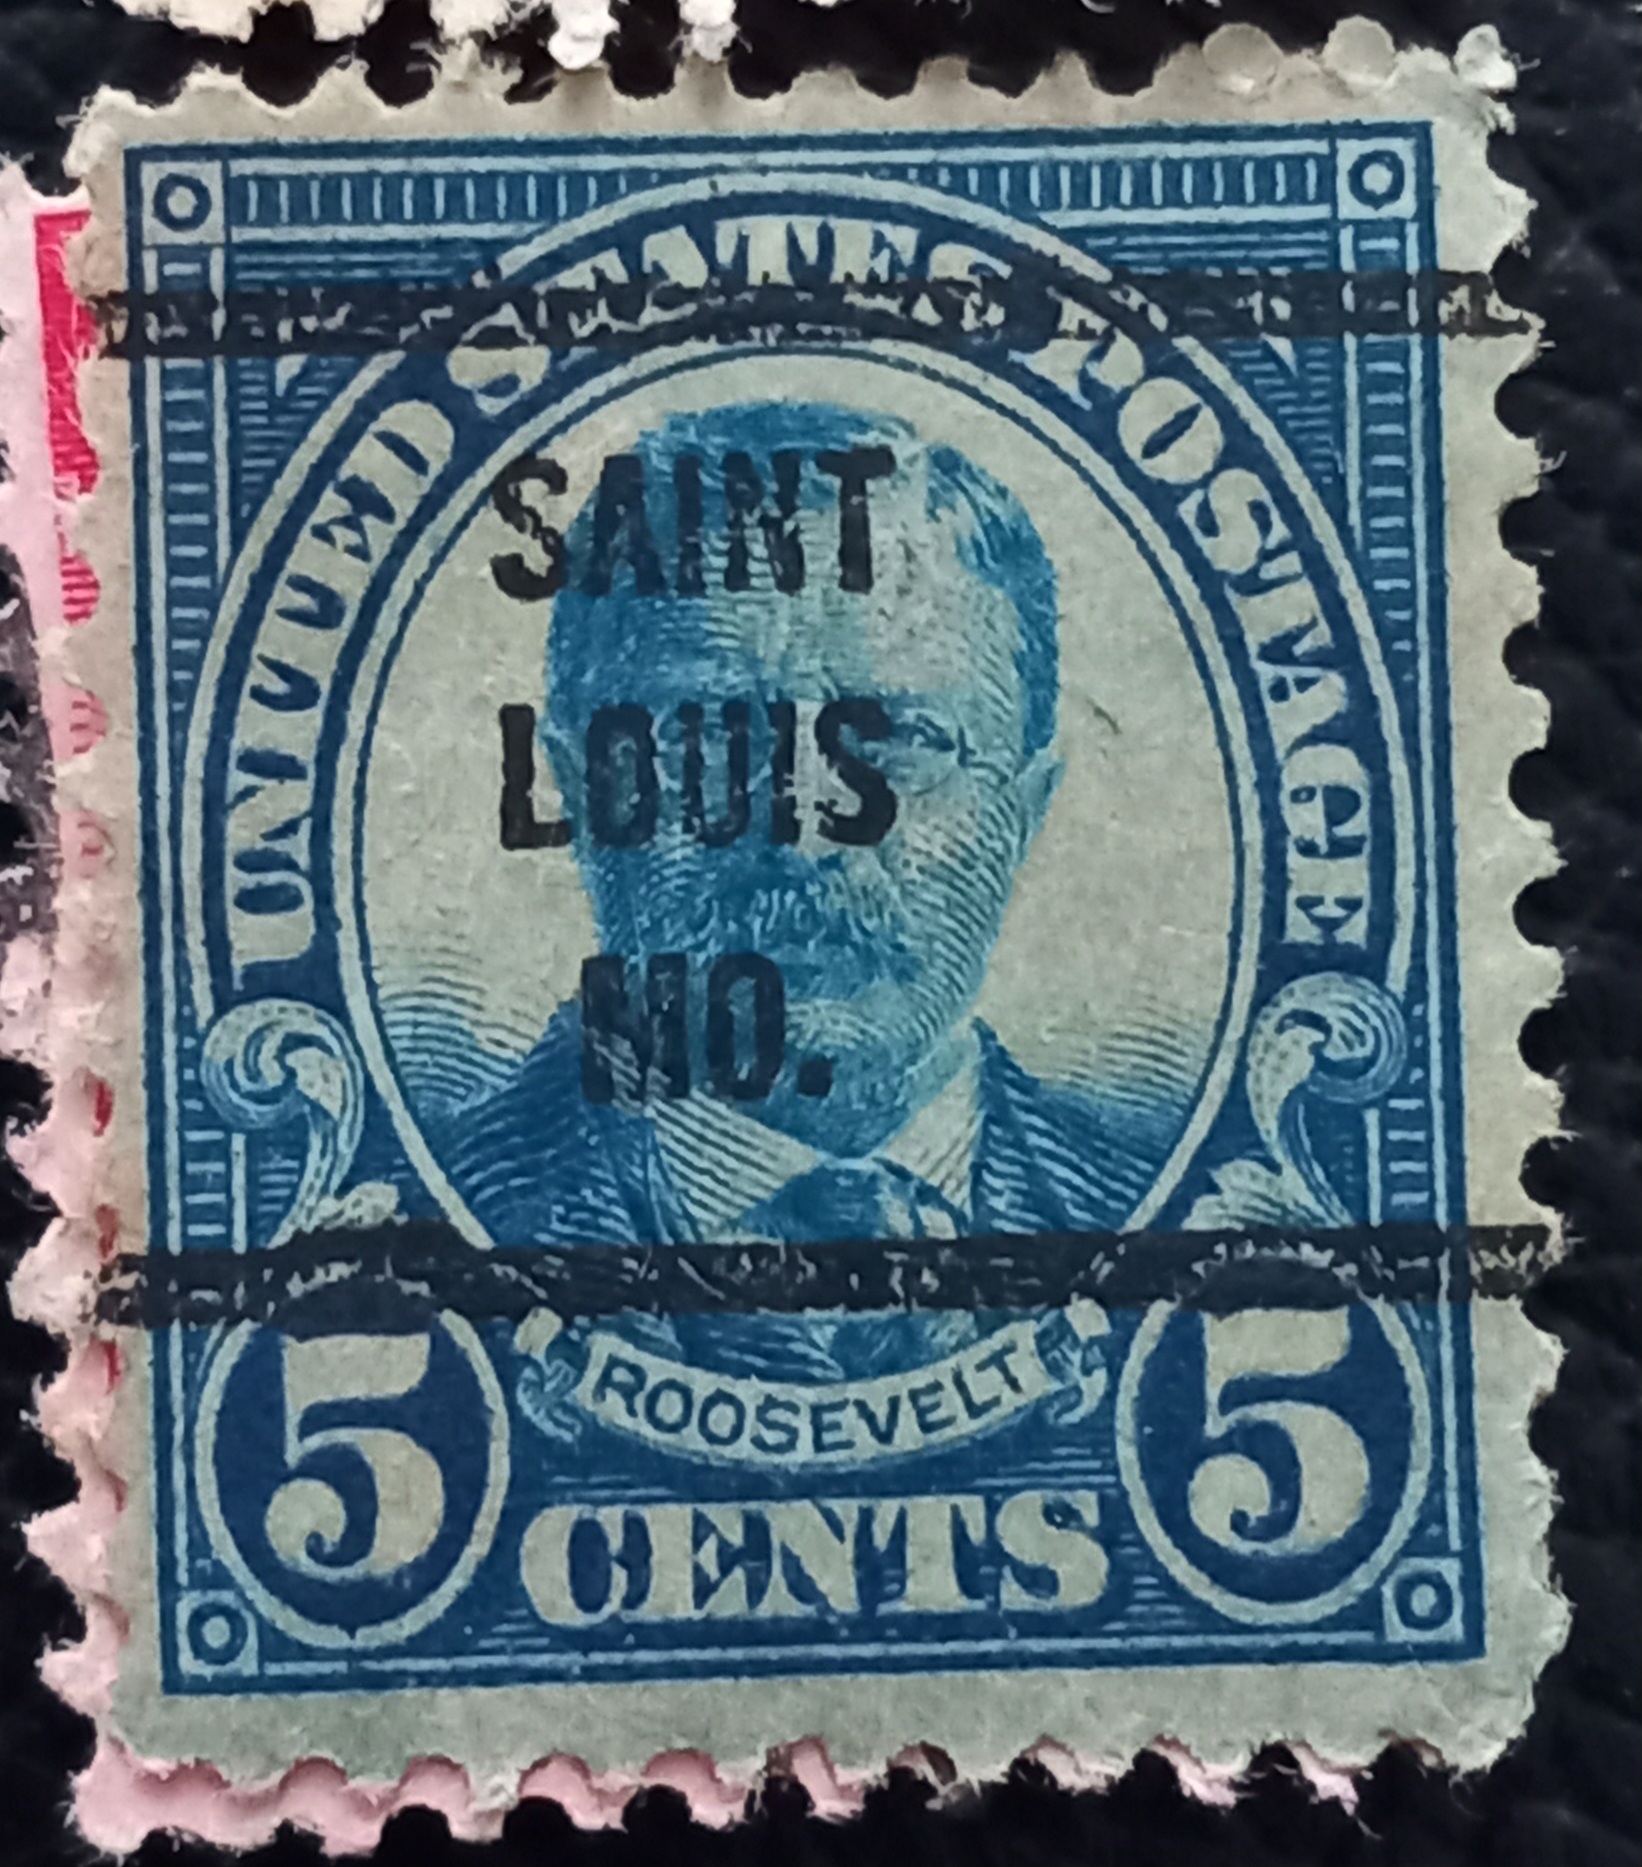 UNITED STATES POSTAGE
SAINT
LOUIS
MO.
ROOSEVELT
5 CENTS 5